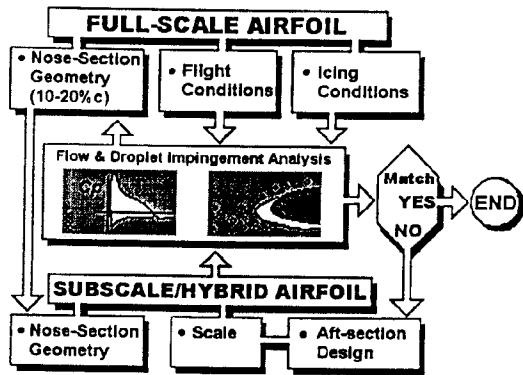 FULL-SCALE AIRFOIL
• Nose-Section
Geometry
(10-20%c)
• Flight
Conditions
• Icing
Conditions
Flow & Droplet Impingement Analysis
Cp
Match
YES
NO
END
SUBSCALE/HYBRID AIRFOIL
• Nose-Section
Geometry
• Scale
• Aft-section
Design